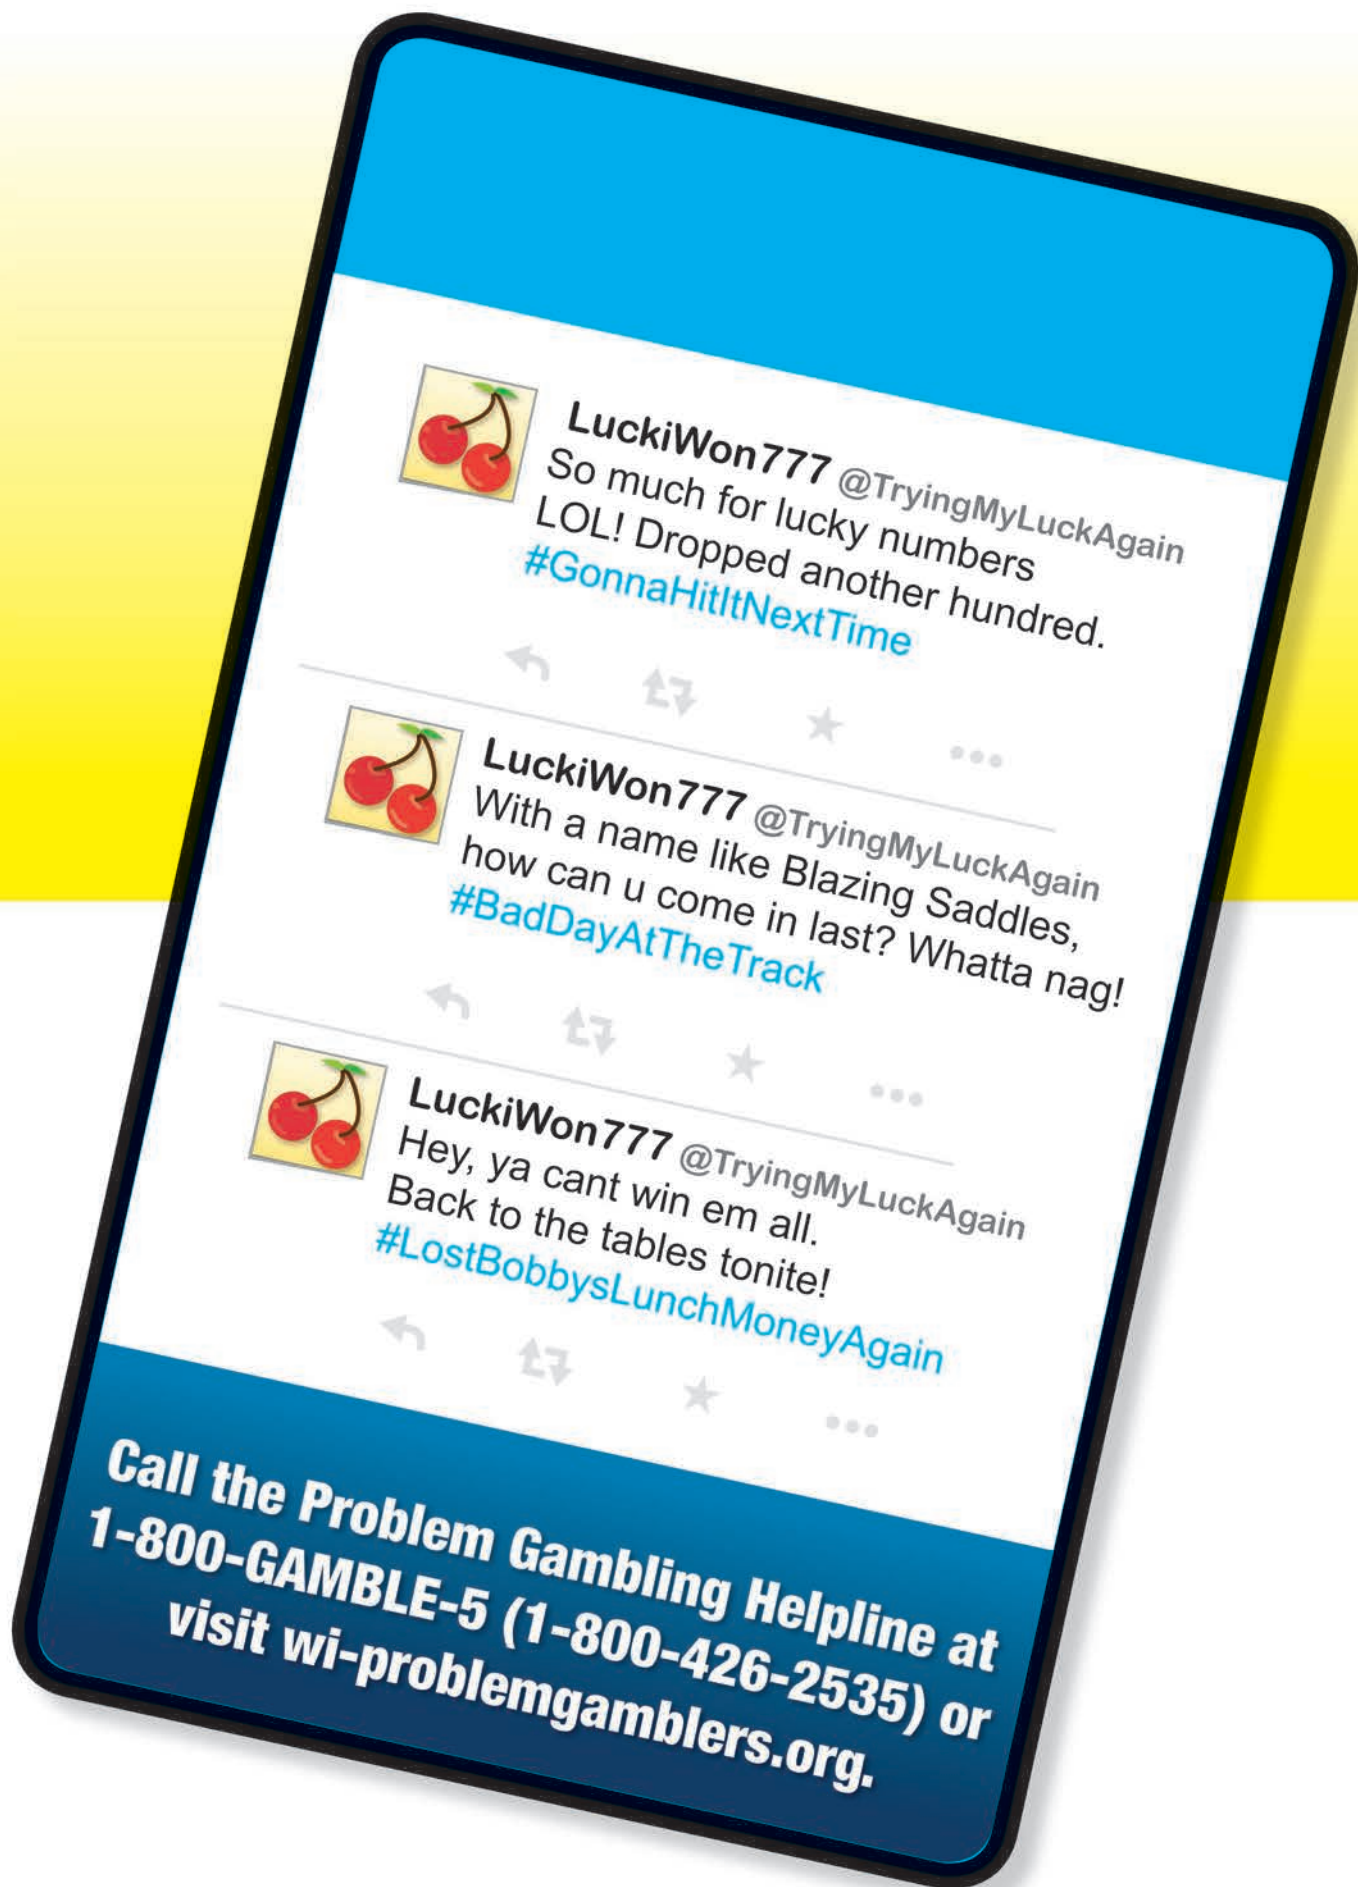 LuckiWon777 @TryingMyLuckAgain
So much for lucky numbers
LOL! Dropped another hundred.
#GonnaHitItNextTime
LuckiWon777 @TryingMyLuckAgain
With a name like Blazing Saddles,
how can u come in last? Whatta nag!
#BadDayAtTheTrack
LuckiWon777 @TryingMyLuckAgain
Hey, ya cant win em all.
Back to the tables tonite!
#LostBobbysLunchMoneyAgain
Call the Problem Gambling Helpline at
1-800-GAMBLE-5 (1-800-426-2535) or
visit wi-problemgamblers.org.